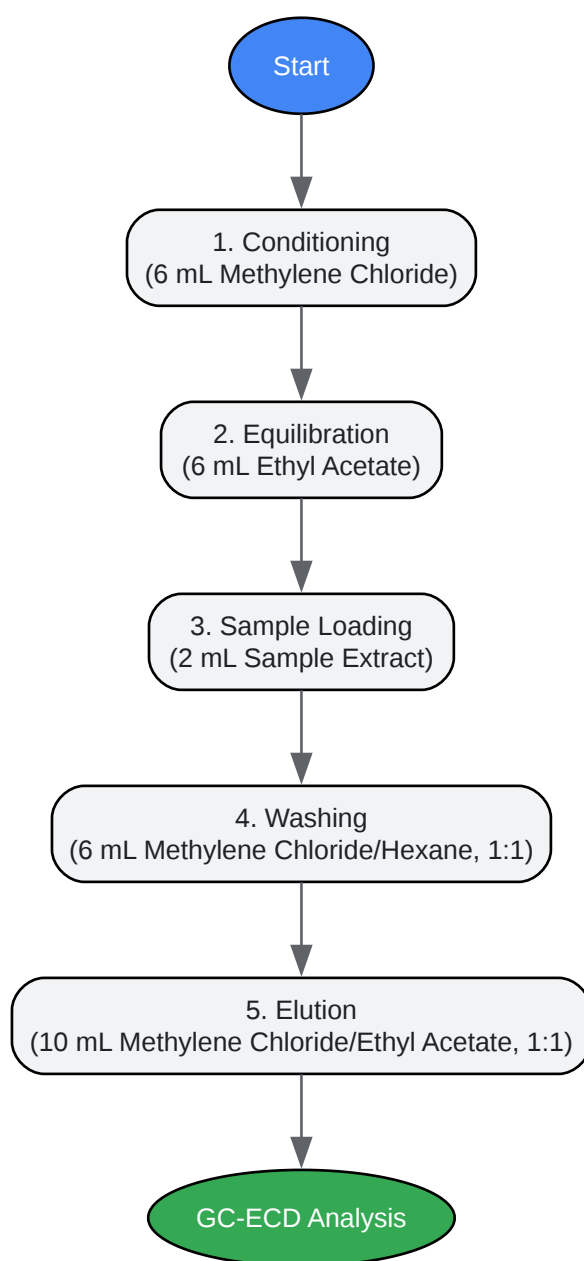 Start
1. Conditioning
(6 mL Methylene Chloride)
2. Equilibration
(6 mL Ethyl Acetate)
3. Sample Loading
(2 mL Sample Extract)
4. Washing
(6 mL Methylene Chloride/Hexane, 1:1)
5. Elution
(10 mL Methylene Chloride/Ethyl Acetate, 1:1)
GC-ECD Analysis